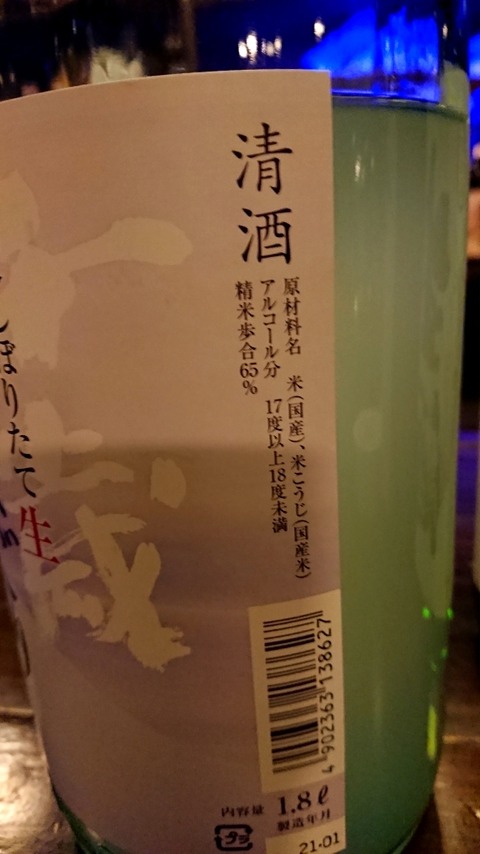 清酒
原材料名 米(国産)、米こうじ(国産米)
アルコール分 17度以上18度未満
精米歩合65%
ぼりたて
生
4 902363 138627
内容量 1.8ℓ
製造年月
21・01